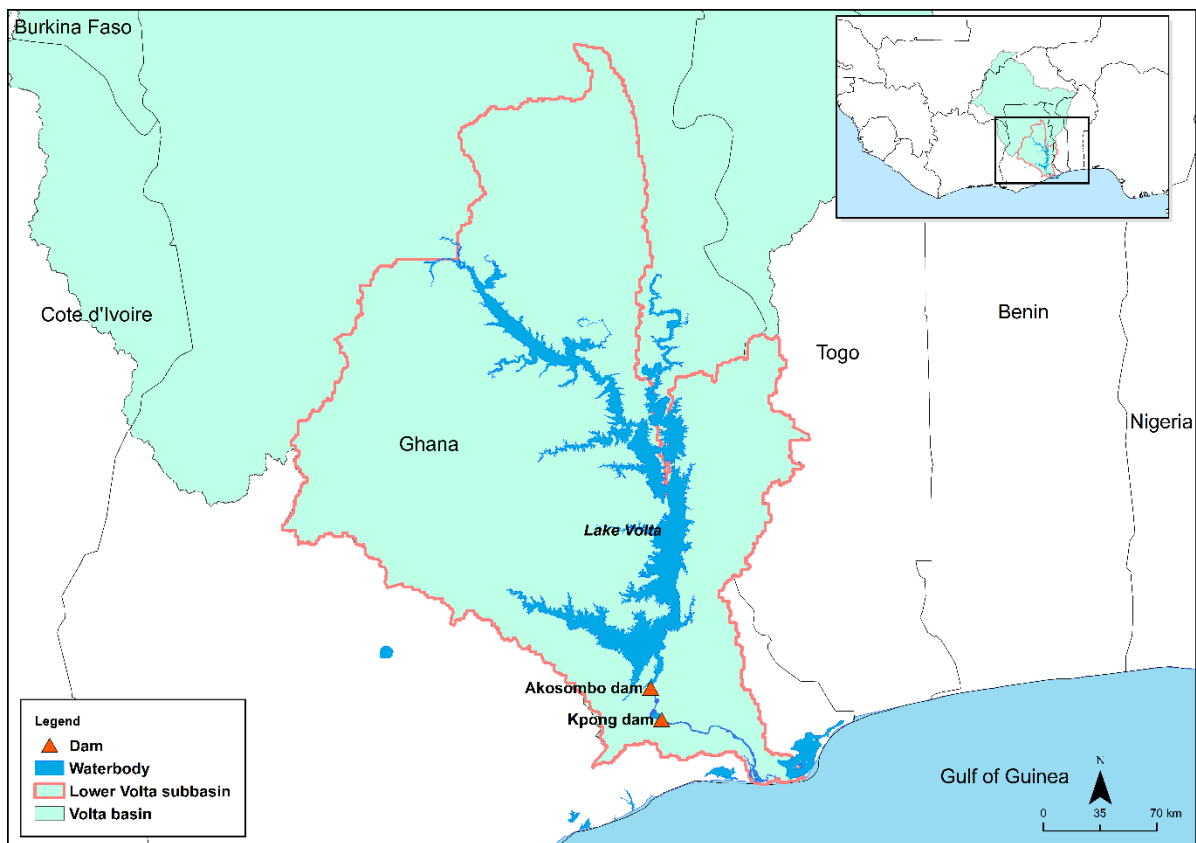 Burkina Faso
Cote d'Ivoire
Benin
Togo
Nigeria
Ghana
Lake Volta
Akosombo dam
Kpong dam
Gulf of Guinea
Legend
Dam
Waterbody
Lower Volta subbasin
Volta basin
N
0 35 70 km